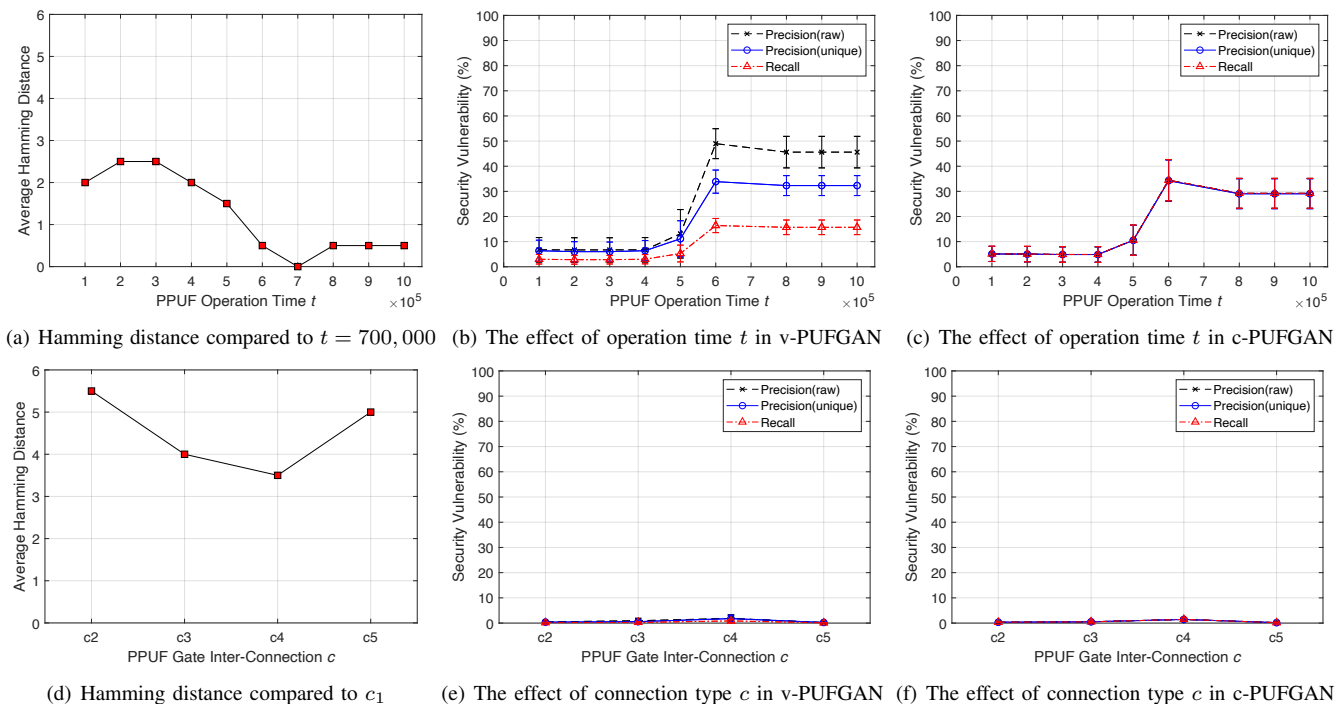 6
5
4
3
2
1
0
Average Hamming Distance
1 2 3 4 5 6 7 8 9 10
PPUF Operation Time t
×10^5
(a) Hamming distance compared to t = 700, 000
100
90
80
70
60
50
40
30
20
10
0
Security Vulnerability (%)
Precision(raw)
Precision(unique)
Recall
0 1 2 3 4 5 6 7 8 9 10
PPUF Operation Time t
×10^5
(b) The effect of operation time t in v-PUFGAN
100
90
80
70
60
50
40
30
20
10
0
Security Vulnerability (%)
Precision(raw)
Precision(unique)
Recall
0 1 2 3 4 5 6 7 8 9 10
PPUF Operation Time t
×10^5
(c) The effect of operation time t in c-PUFGAN
6
5
4
3
2
1
0
Average Hamming Distance
c2 c3 c4 c5
PPUF Gate Inter-Connection c
(d) Hamming distance compared to c1
100
90
80
70
60
50
40
30
20
10
0
Security Vulnerability (%)
Precision(raw)
Precision(unique)
Recall
c2 c3 c4 c5
PPUF Gate Inter-Connection c
(e) The effect of connection type c in v-PUFGAN
100
90
80
70
60
50
40
30
20
10
0
Security Vulnerability (%)
Precision(raw)
Precision(unique)
Recall
c2 c3 c4 c5
PPUF Gate Inter-Connection c
(f) The effect of connection type c in c-PUFGAN